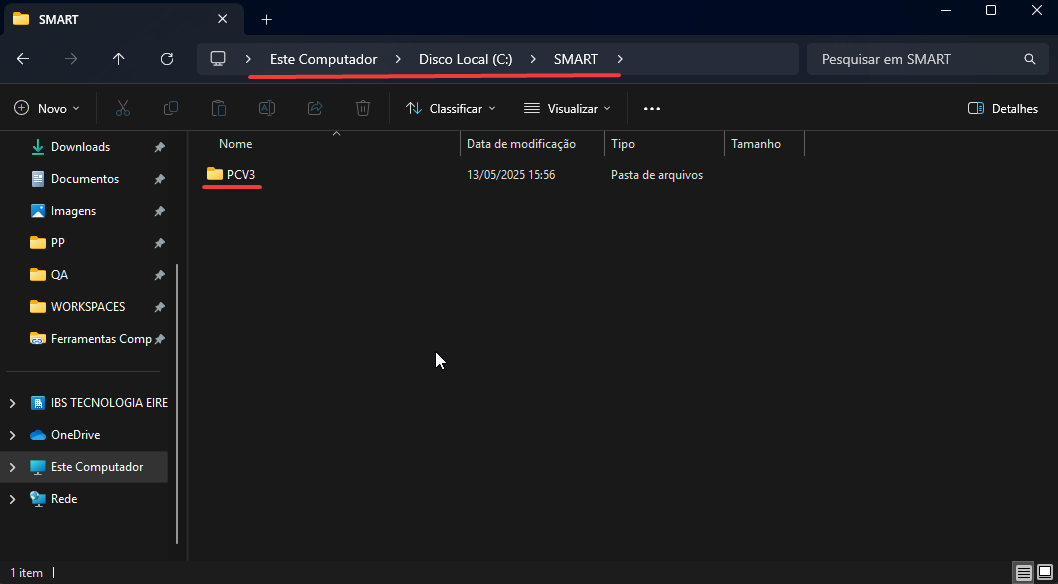 SMART
Este Computador > Disco Local (C:) > SMART >
Pesquisar em SMART
Novo
Classificar
Visualizar
Detalhes
Downloads
Documentos
Imagens
PP
QA
WORKSPACES
Ferramentas Comp
IBS TECNOLOGIA EIRE
OneDrive
Este Computador
Rede
Nome Data de modificação Tipo Tamanho
PCV3 13/05/2025 15:56 Pasta de arquivos
1 item